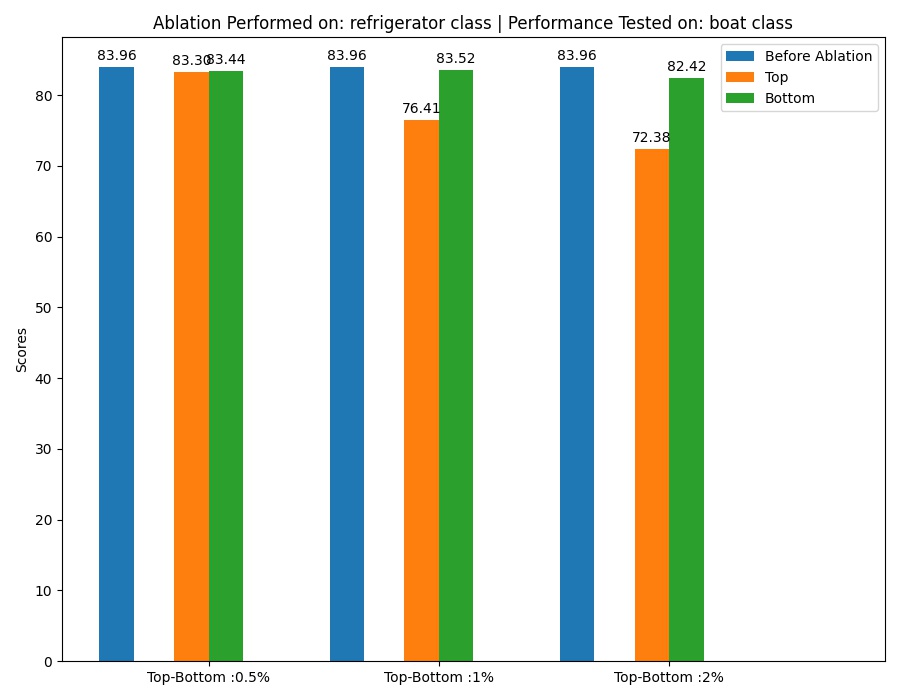 Ablation Performed on: refrigerator class | Performance Tested on: boat class
83.96 83.30 83.44 83.96 76.41 83.52 83.96 72.38 82.42
Before Ablation
Top
Bottom
Scores
80
70
60
50
40
30
20
10
0
Top-Bottom :0.5% Top-Bottom :1% Top-Bottom :2%